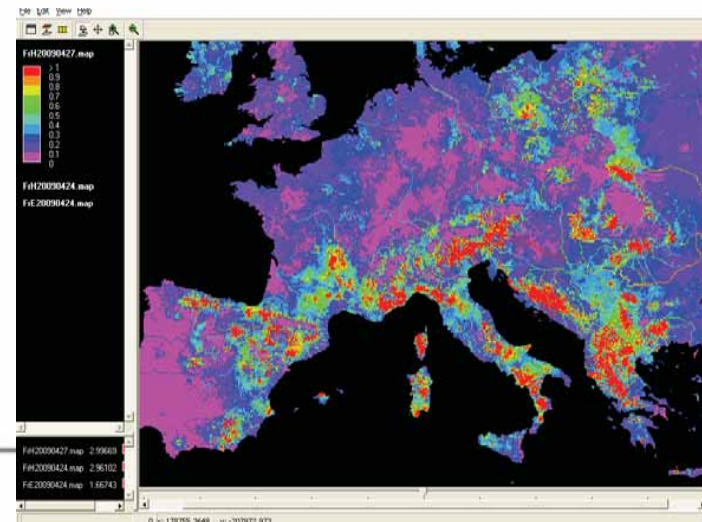 File Edit View Help
FrH20090427.map
> 1
0.9
0.8
0.7
0.6
0.5
0.4
0.3
0.2
0.1
0
FrH20090424.map
FrE20090424.map
FrH20090427.map 2.99669
FrH20090424.map 2.96102
FrE20090424.map 1.66743